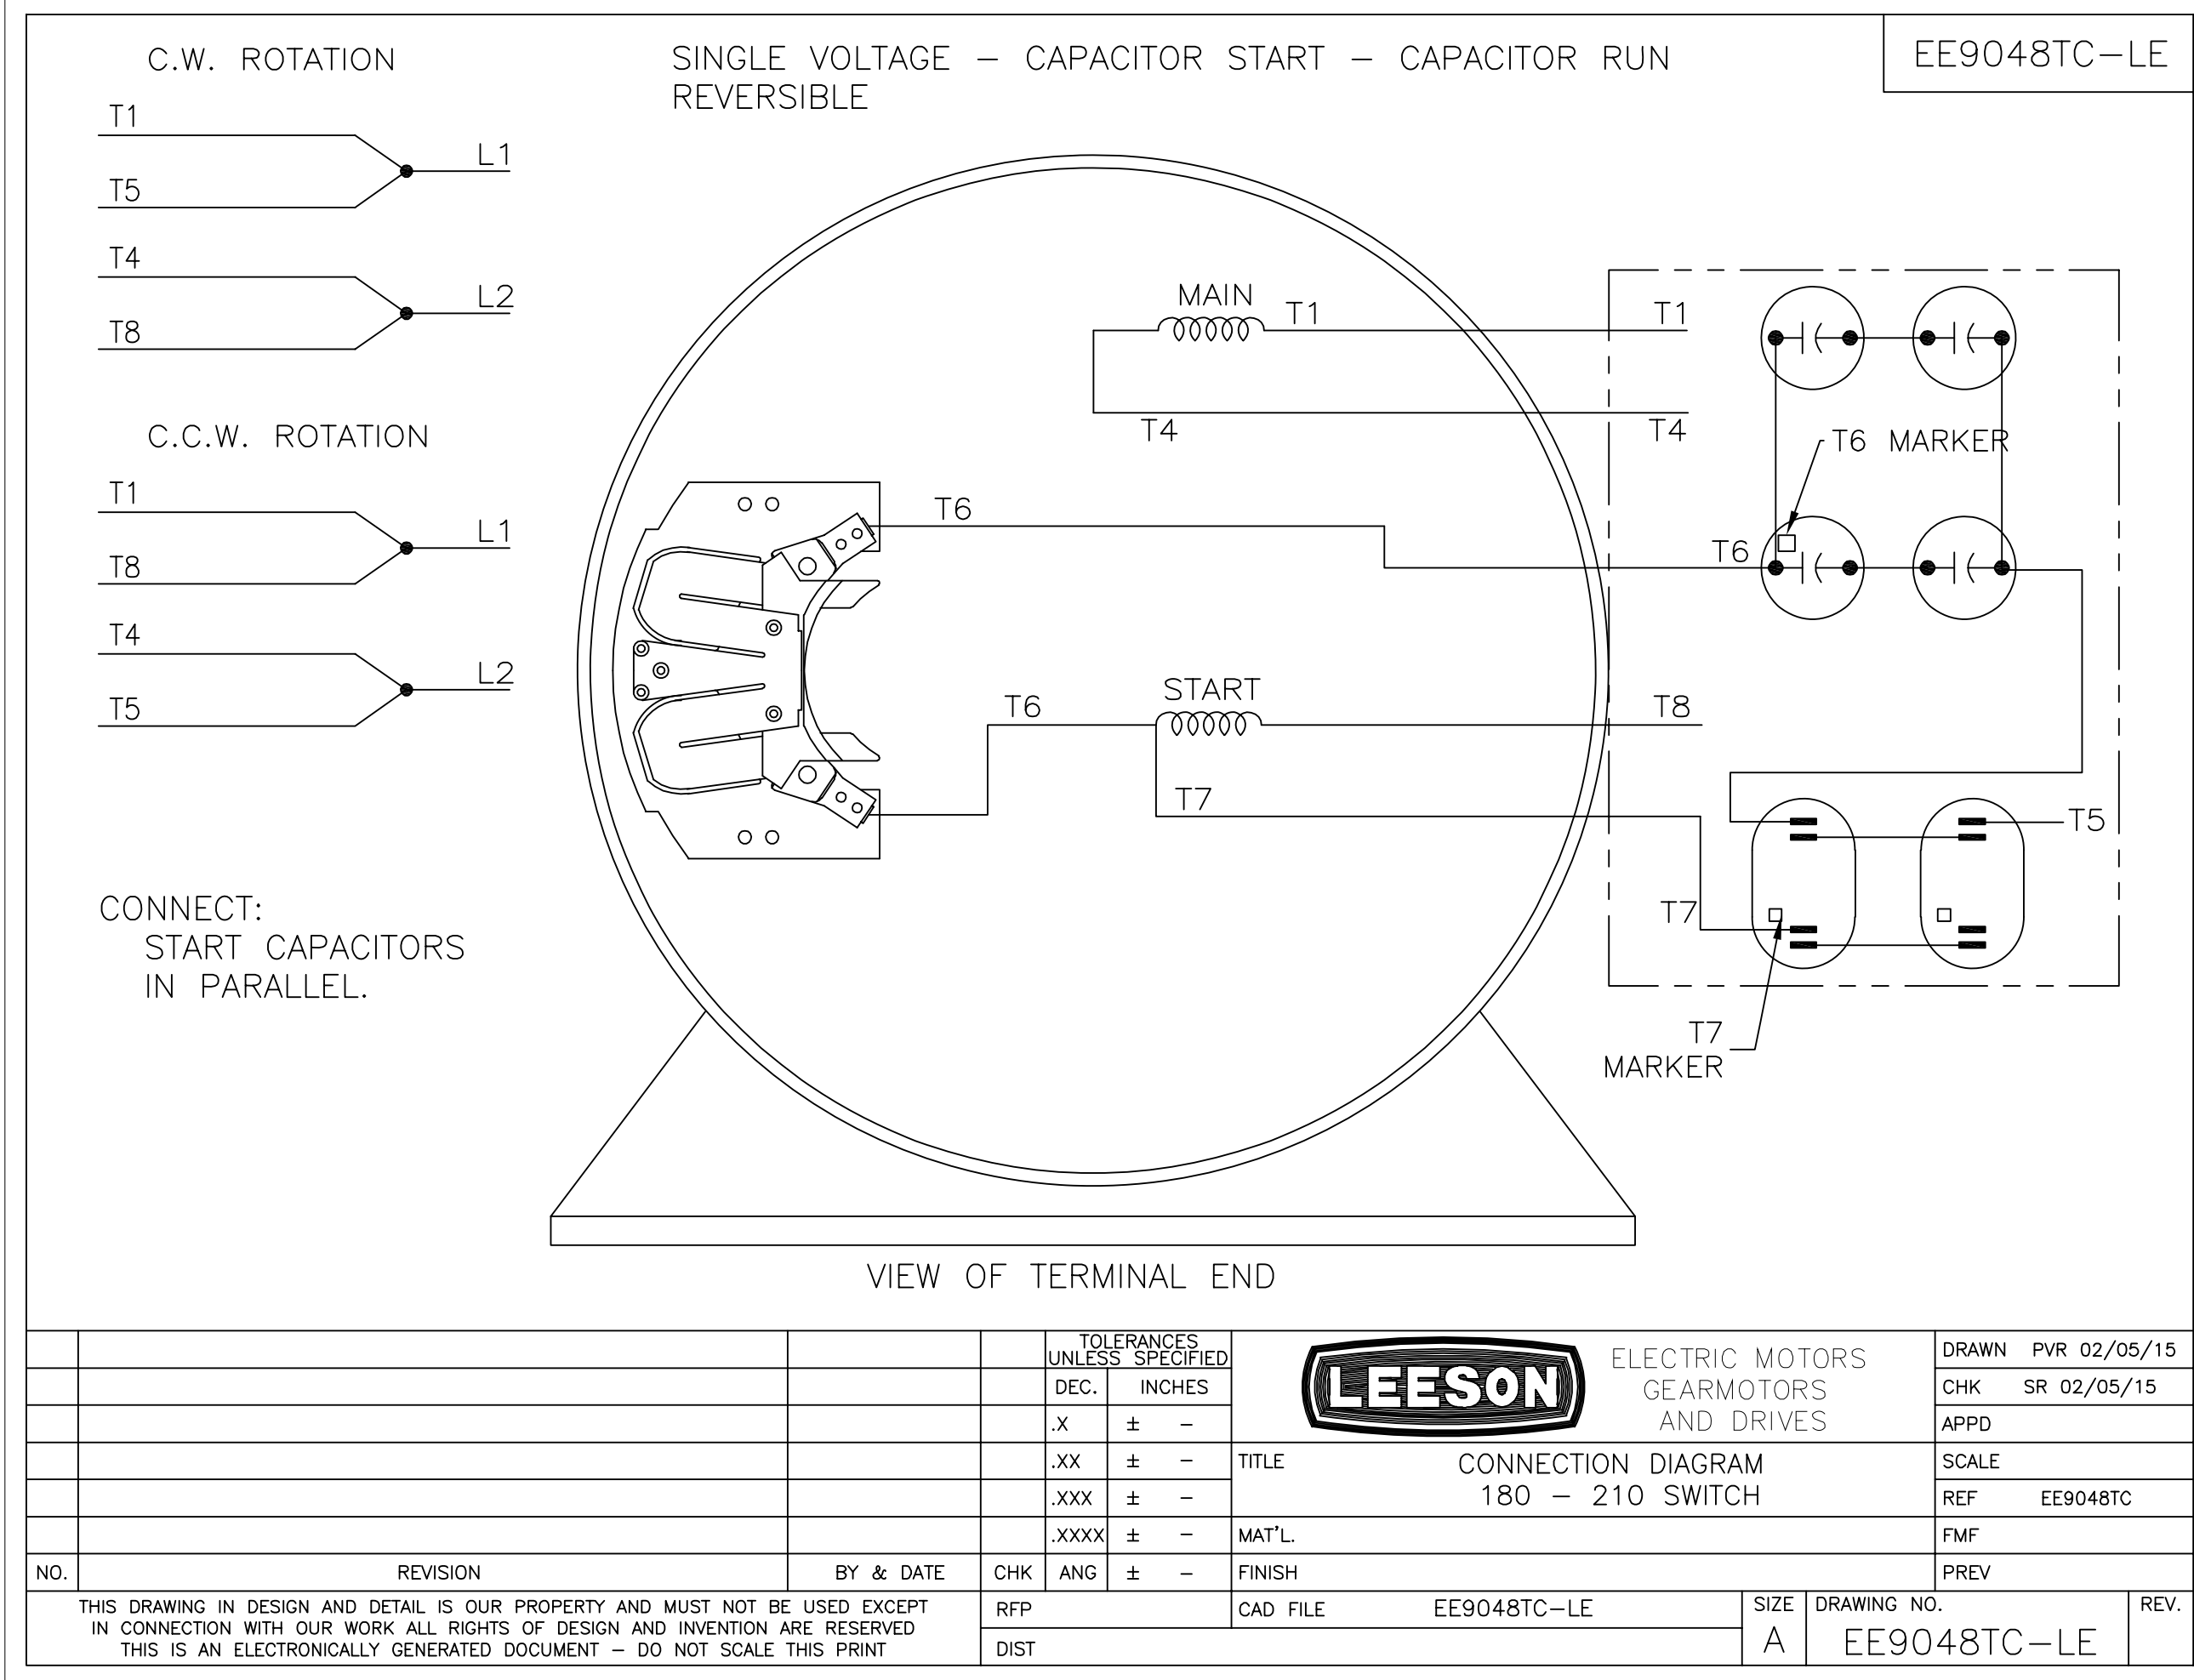 C.W. ROTATION
SINGLE VOLTAGE – CAPACITOR START – CAPACITOR RUN
REVERSIBLE
EE9048TC–LE
T1
L1
T5
T4
L2
T8
C.C.W. ROTATION
T1
L1
T8
T4
L2
T5
CONNECT:
START CAPACITORS
IN PARALLEL.
MAIN
T1
T1
T4
T4
T6 MARKER
T6
T6
START
T6
T8
T7
T5
T7
T7
MARKER
VIEW OF TERMINAL END
TOLERANCES
UNLESS SPECIFIED
DEC. INCHES
.X ± –
.XX ± –
.XXX ± –
.XXXX ± –
NO. REVISION BY & DATE CHK ANG ± –
LEESON
ELECTRIC MOTORS
GEARMOTORS
AND DRIVES
TITLE CONNECTION DIAGRAM
180 – 210 SWITCH
MAT'L.
FINISH
DRAWN PVR 02/05/15
CHK SR 02/05/15
APPD
SCALE
REF EE9048TC
FMF
PREV
THIS DRAWING IN DESIGN AND DETAIL IS OUR PROPERTY AND MUST NOT BE USED EXCEPT
IN CONNECTION WITH OUR WORK ALL RIGHTS OF DESIGN AND INVENTION ARE RESERVED
THIS IS AN ELECTRONICALLY GENERATED DOCUMENT – DO NOT SCALE THIS PRINT
RFP
DIST
CAD FILE EE9048TC–LE
SIZE
A
DRAWING NO.
EE9048TC–LE
REV.